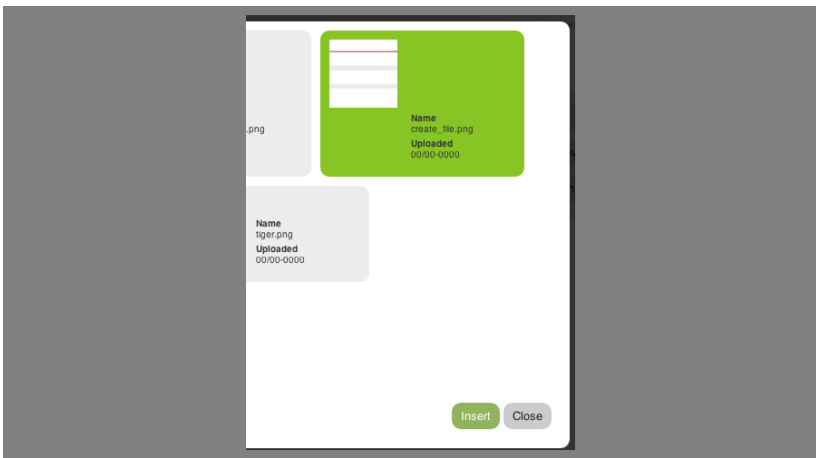 .png
Name
create_file.png
Uploaded
00/00-0000
Name
tiger.png
Uploaded
00/00-0000
Insert
Close